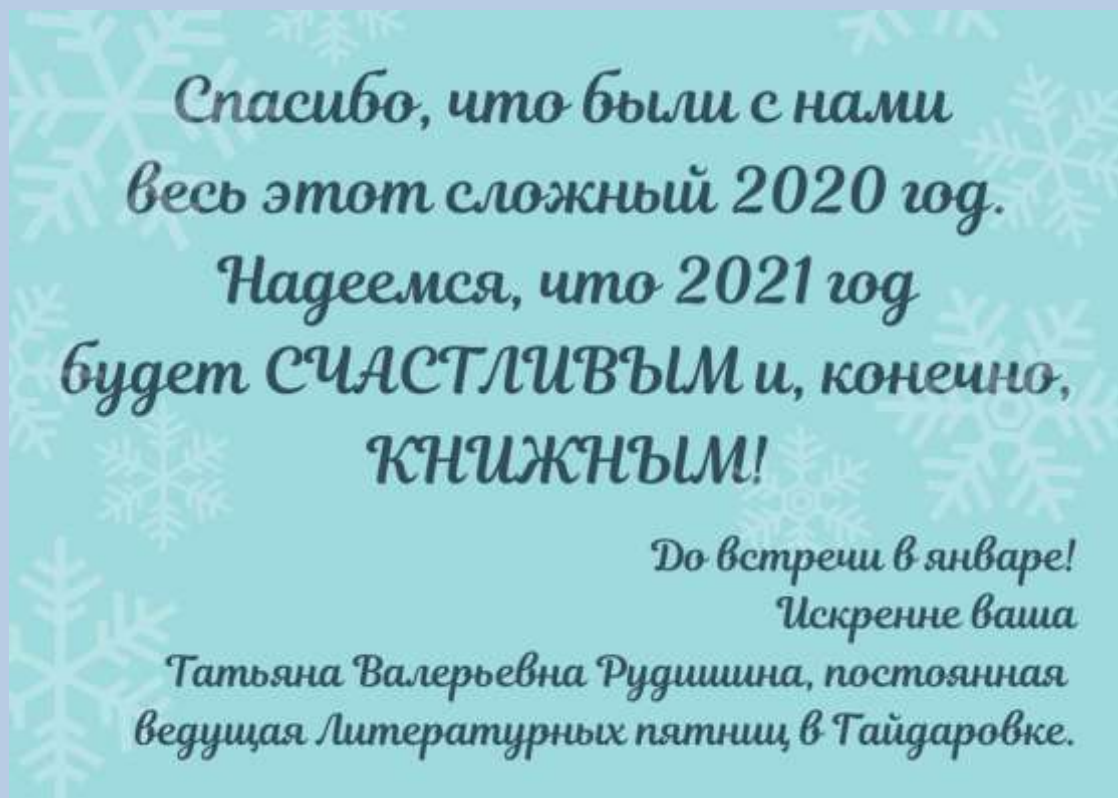 Спасибо, что были с нами
весь этот сложный 2020 год.
Надеемся, что 2021 год
будет СЧАСТЛИВЫМ и, конечно,
КНИЖНЫМ!
До встречи в январе!
Искренне ваша
Татьяна Валерьевна Рудишина, постоянная
ведущая Литературных пятниц в Гайдаровке.